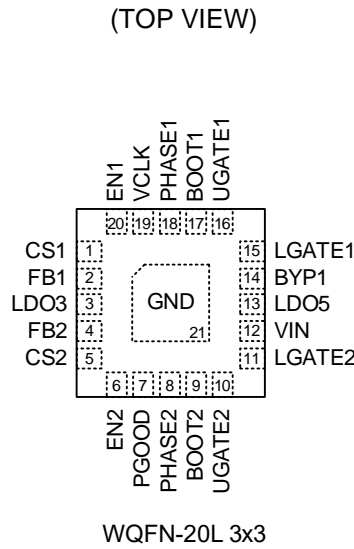 (TOP VIEW)
EN1
VCLK
PHASE1
BOOT1
UGATE1
20 19 18 17 16
CS1 1
FB1 2
LDO3 3
FB2 4
CS2 5
GND
21
15 LGATE1
14 BYP1
13 LDO5
12 VIN
11 LGATE2
6 7 8 9 10
EN2
PGOOD
PHASE2
BOOT2
UGATE2
WQFN-20L 3x3